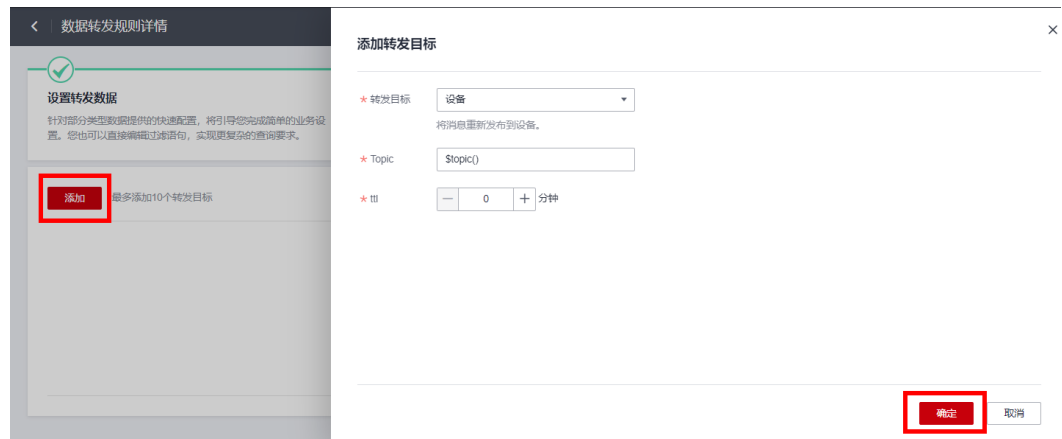 数据转发规则详情
设置转发数据
针对部分类型数据提供的快速配置，将引导您完成简单的业务设
置。您也可以直接编辑过滤语句，实现更复杂的查询要求。
添加 最多添加10个转发目标
添加转发目标
* 转发目标 设备
将消息重新发布到设备。
* Topic $topic()
* ttl — 0 + 分钟
确定 取消